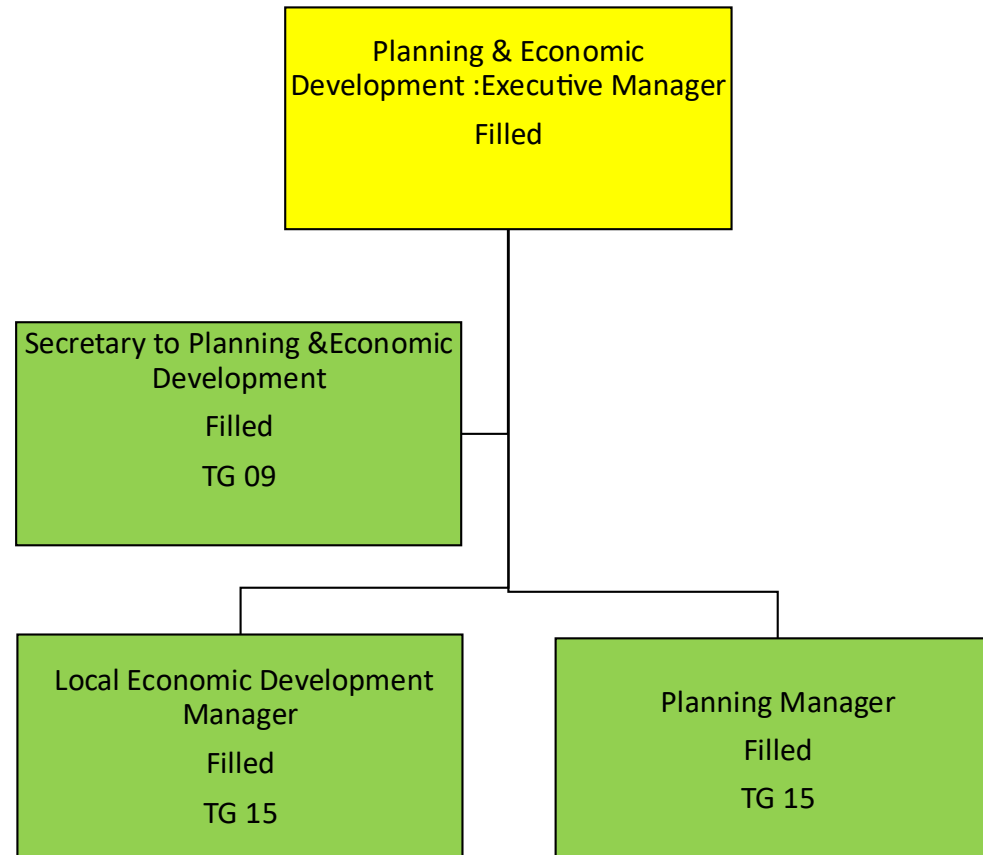 Planning & Economic
Development :Executive Manager
Filled
Secretary to Planning &Economic
Development
Filled
TG 09
Local Economic Development
Manager
Filled
TG 15
Planning Manager
Filled
TG 15